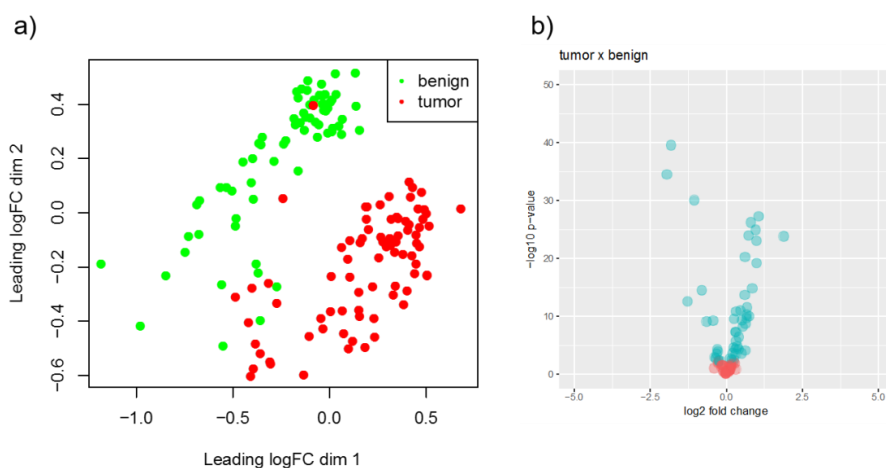 a)
benign
tumor
0.4
0.2
0.0
−0.2
−0.4
−0.6
Leading logFC dim 2
−1.0
−0.5
0.0
0.5
Leading logFC dim 1
b)
tumor x benign
50
40
30
20
10
0
−log10 p-value
-5.0
-2.5
0.0
2.5
5.0
log2 fold change